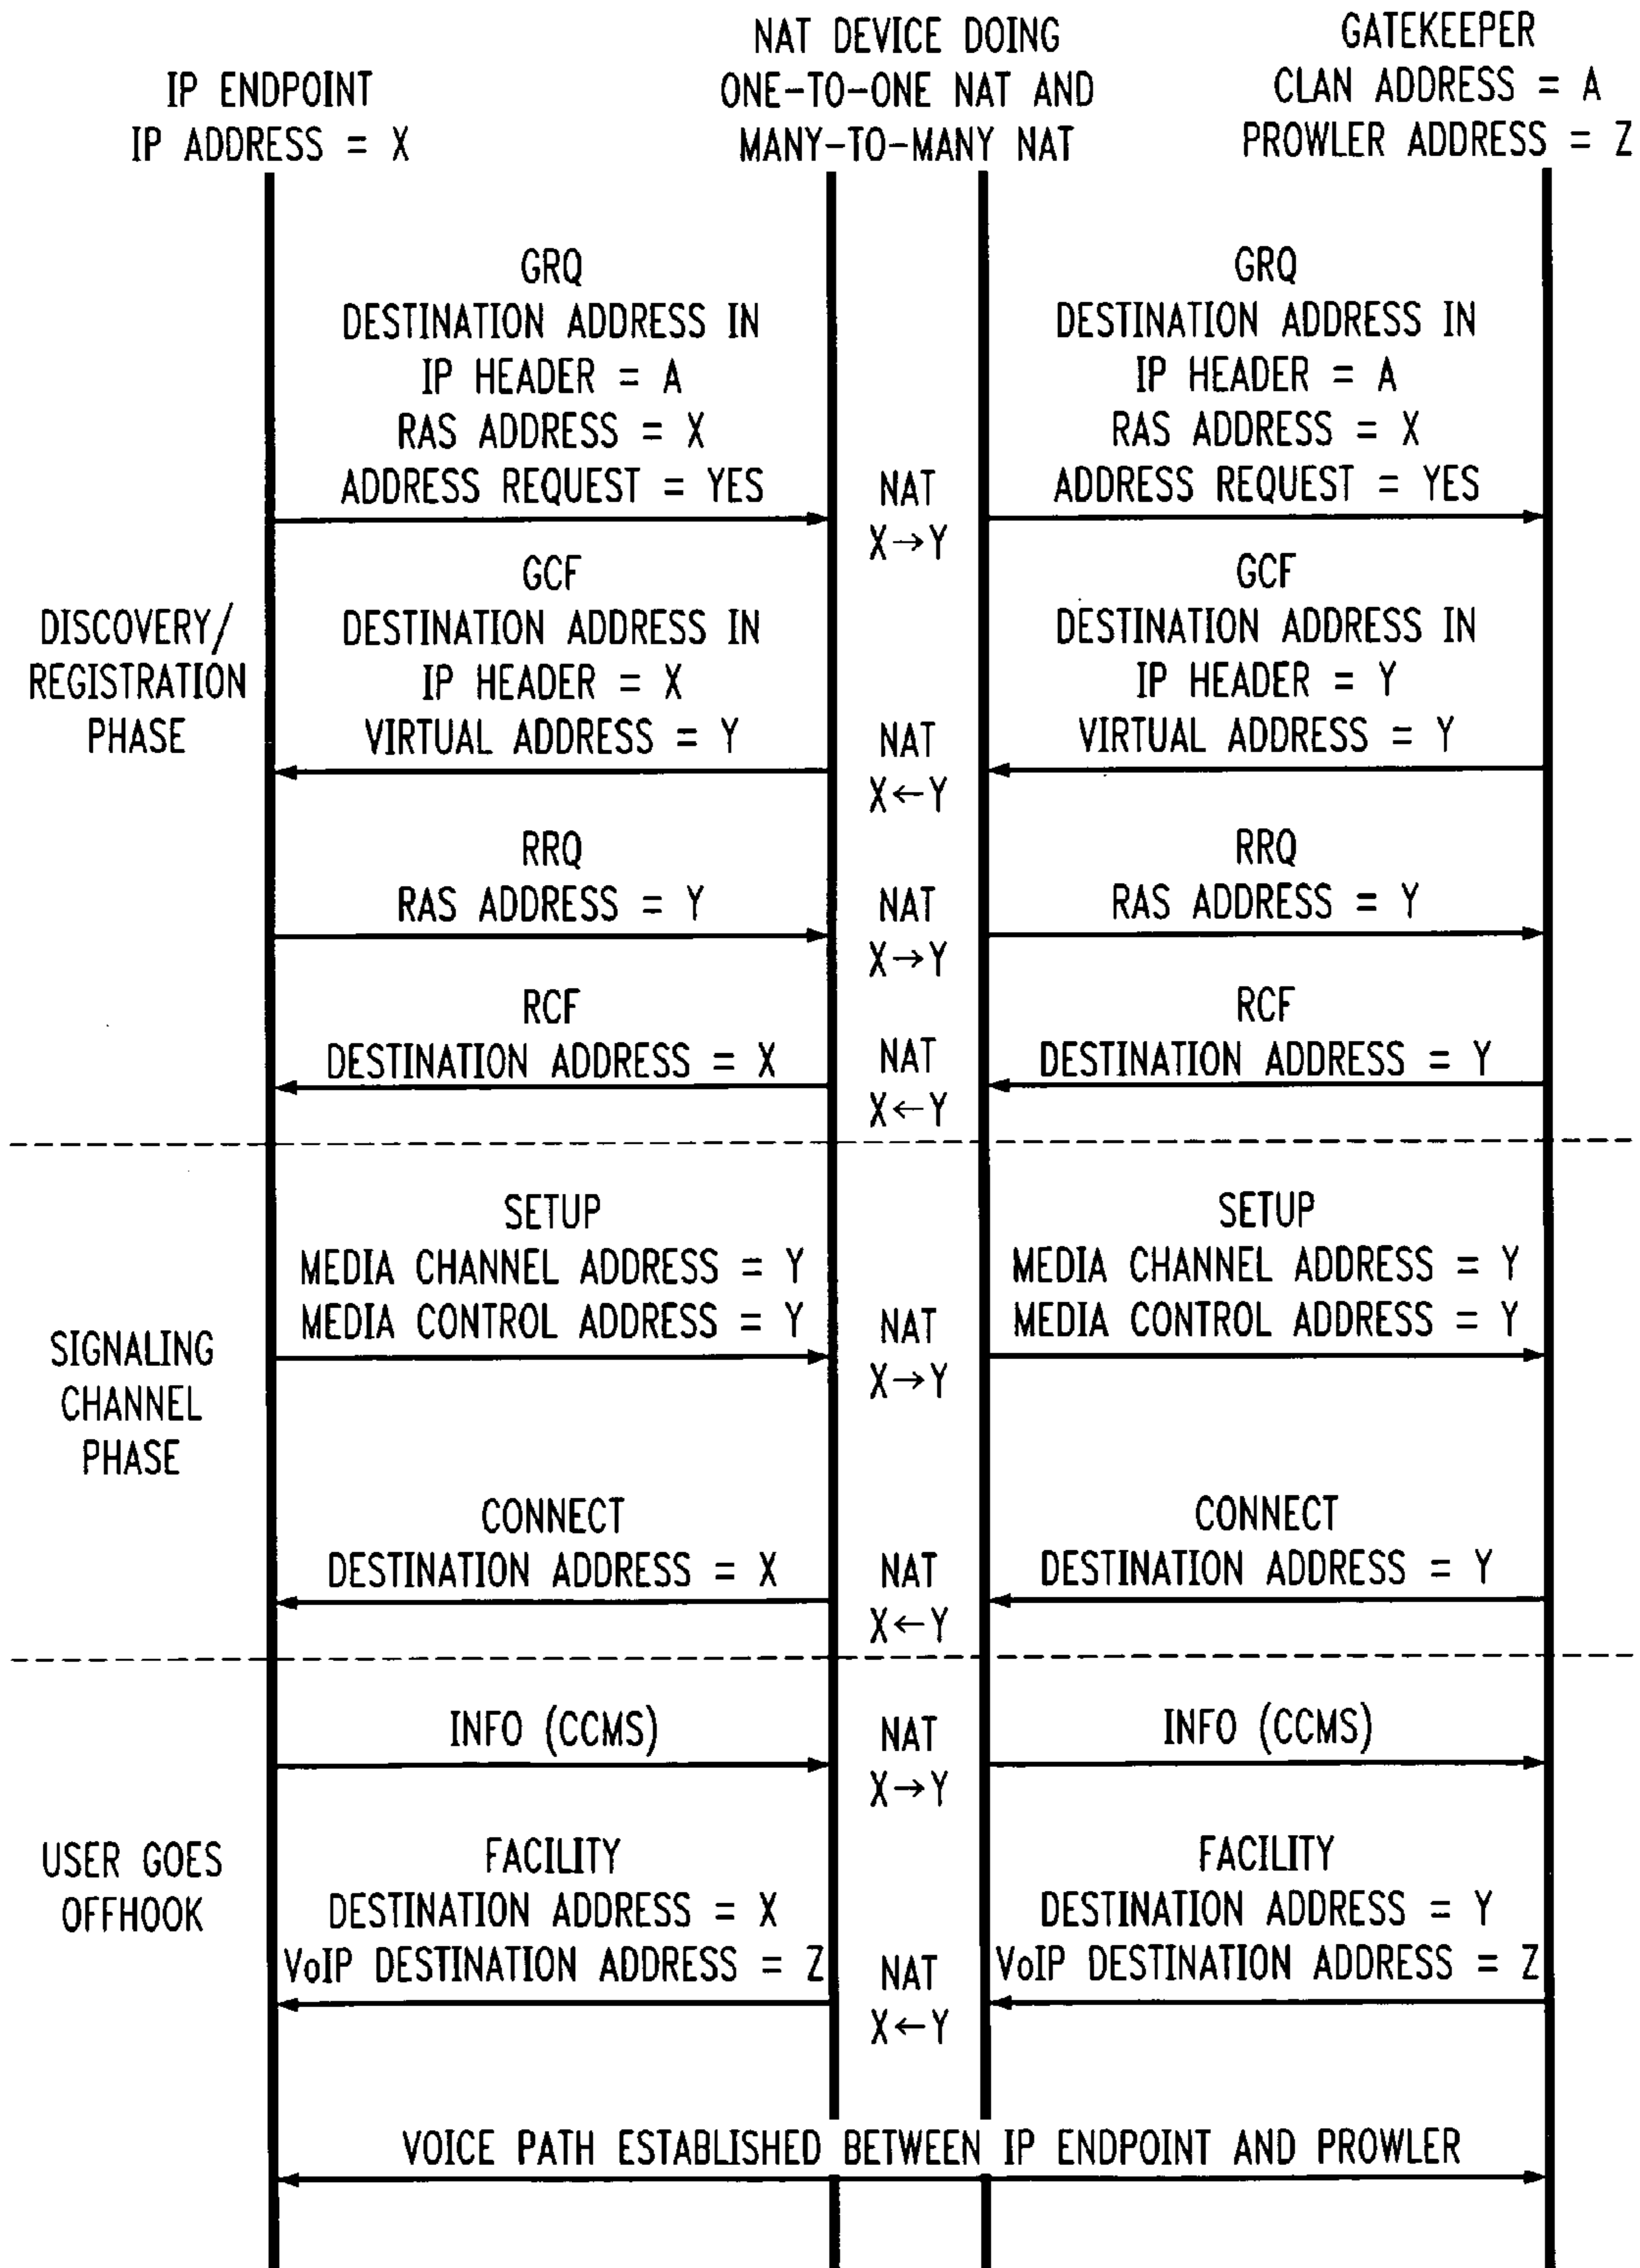 IP ENDPOINT
IP ADDRESS = X
NAT DEVICE DOING
ONE-TO-ONE NAT AND
MANY-TO-MANY NAT
GATEKEEPER
CLAN ADDRESS = A
PROWLER ADDRESS = Z
DISCOVERY/
REGISTRATION
PHASE
GRQ
DESTINATION ADDRESS IN
IP HEADER = A
RAS ADDRESS = X
ADDRESS REQUEST = YES
NAT
X→Y
GRQ
DESTINATION ADDRESS IN
IP HEADER = A
RAS ADDRESS = X
ADDRESS REQUEST = YES
GCF
DESTINATION ADDRESS IN
IP HEADER = X
VIRTUAL ADDRESS = Y
NAT
X←Y
GCF
DESTINATION ADDRESS IN
IP HEADER = Y
VIRTUAL ADDRESS = Y
RRQ
RAS ADDRESS = Y
NAT
X→Y
RRQ
RAS ADDRESS = Y
RCF
DESTINATION ADDRESS = X
NAT
X←Y
RCF
DESTINATION ADDRESS = Y
SIGNALING
CHANNEL
PHASE
SETUP
MEDIA CHANNEL ADDRESS = Y
MEDIA CONTROL ADDRESS = Y
NAT
X→Y
SETUP
MEDIA CHANNEL ADDRESS = Y
MEDIA CONTROL ADDRESS = Y
CONNECT
DESTINATION ADDRESS = X
NAT
X←Y
CONNECT
DESTINATION ADDRESS = Y
USER GOES
OFFHOOK
INFO (CCMS)
NAT
X→Y
INFO (CCMS)
FACILITY
DESTINATION ADDRESS = X
VoIP DESTINATION ADDRESS = Z
NAT
X←Y
FACILITY
DESTINATION ADDRESS = Y
VoIP DESTINATION ADDRESS = Z
VOICE PATH ESTABLISHED BETWEEN IP ENDPOINT AND PROWLER